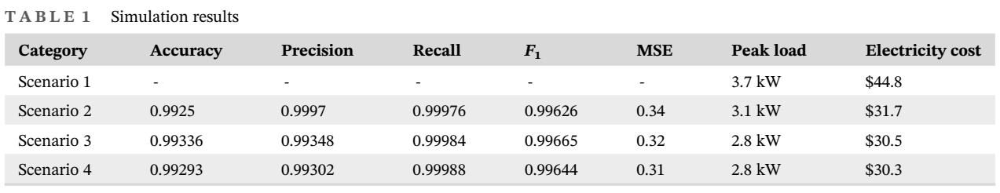 TABLE 1 Simulation results
Category Accuracy Precision Recall F1 MSE Peak load Electricity cost
Scenario 1 - - - - - 3.7 kW $44.8
Scenario 2 0.9925 0.9997 0.99976 0.99626 0.34 3.1 kW $31.7
Scenario 3 0.99336 0.99348 0.99984 0.99665 0.32 2.8 kW $30.5
Scenario 4 0.99293 0.99302 0.99988 0.99644 0.31 2.8 kW $30.3